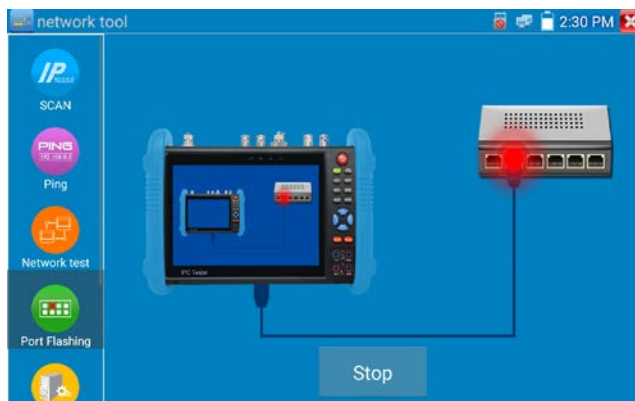 network tool
2:30 PM
IP
SCAN
PING
Ping
Network test
Port Flashing
IPC Tester
Stop